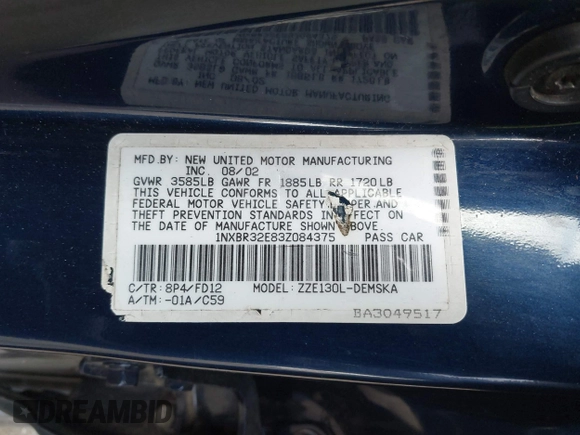 MFD.BY: NEW UNITED MOTOR MANUFACTURING
INC. 08/02
GVWR 3585LB GAWR FR 1885LB RR 1720LB
THIS VEHICLE CONFORMS TO ALL APPLICABLE
FEDERAL MOTOR VEHICLE SAFETY, PER AND
THEFT PREVENTION STANDARDS IN EFFECT ON
THE DATE OF MANUFACTURE SHOWN ABOVE
1NXBR32E83Z084375 PASS CAR
C/TR: 8P4/FD12 MODEL: ZZE130L-DEMSKA
A/TM: -01A/C59
BA3049517
DREAMBID